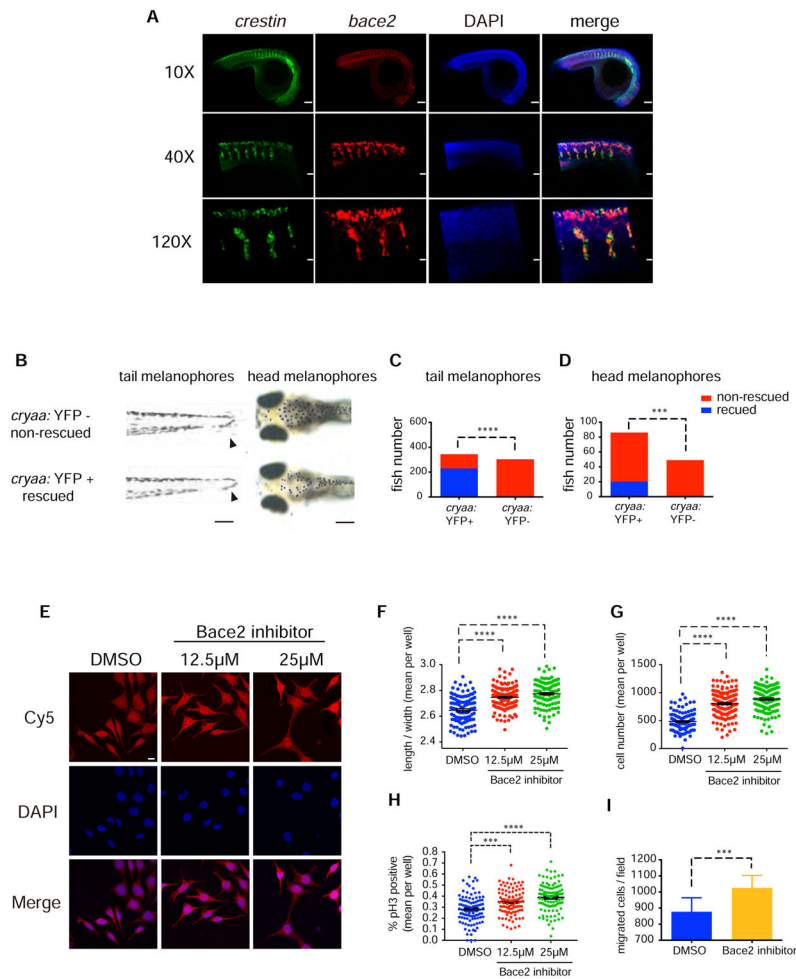 A
crestin
bace2
DAPI
merge
10X
40X
120X
B
tail melanophores
head melanophores
cryaa: YFP -
non-rescued
cryaa: YFP +
rescued
C
tail melanophores
fish number
600
400
200
0
****
cryaa:
YFP+
cryaa:
YFP-
D
head melanophores
fish number
100
80
60
40
20
0
***
cryaa:
YFP+
cryaa:
YFP-
non-rescued
recued
E
Bace2 inhibitor
DMSO
12.5µM
25µM
Cy5
DAPI
Merge
F
length / width (mean per well)
3.0
2.8
2.6
2.4
****
****
DMSO
12.5µM
25µM
Bace2 inhibitor
G
cell number (mean per well)
1500
1000
500
0
****
****
DMSO
12.5µM
25µM
Bace2 inhibitor
H
% pH3 positive
(mean per well)
0.8
0.7
0.6
0.5
0.4
0.3
0.2
0.1
0.0
****
***
DMSO
12.5µM
25µM
Bace2 inhibitor
I
migrated cells / field
1200
1100
1000
900
800
700
***
DMSO
Bace2 inhibitor